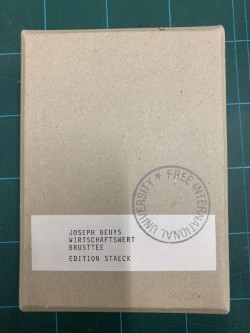 FREE INTERNATIONAL UNIVERSITY
JOSEPH BEUYS
WIRTSCHAFTSWERT
BRUSTTEE
EDITION STAECK